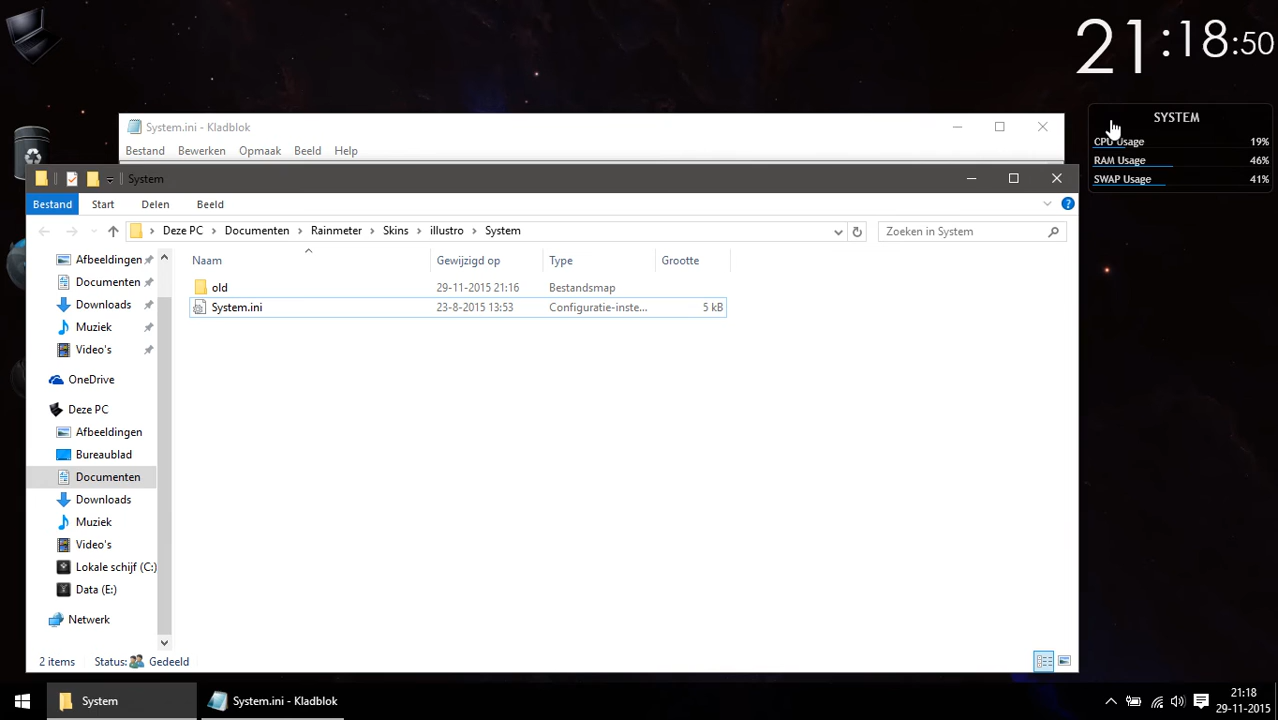 21:18:50
SYSTEM
CPU Usage 19%
RAM Usage 46%
SWAP Usage 41%
System.ini - Kladblok
Bestand Bewerken Opmaak Beeld Help
System
Bestand Start Delen Beeld
Deze PC Documenten Rainmeter Skins illustro System
Zoeken in System
Naam Gewijzigd op Type Grootte
old 29-11-2015 21:16 Bestandsmap
System.ini 23-8-2015 13:53 Configuratie-inste... 5 kB
Afbeeldingen
Documenten
Downloads
Muziek
Video's
OneDrive
Deze PC
Afbeeldingen
Bureaublad
Documenten
Downloads
Muziek
Video's
Lokale schijf (C:)
Data (E:)
Netwerk
2 items Status: Gedeeld
System
System.ini - Kladblok
21:18
29-11-2015